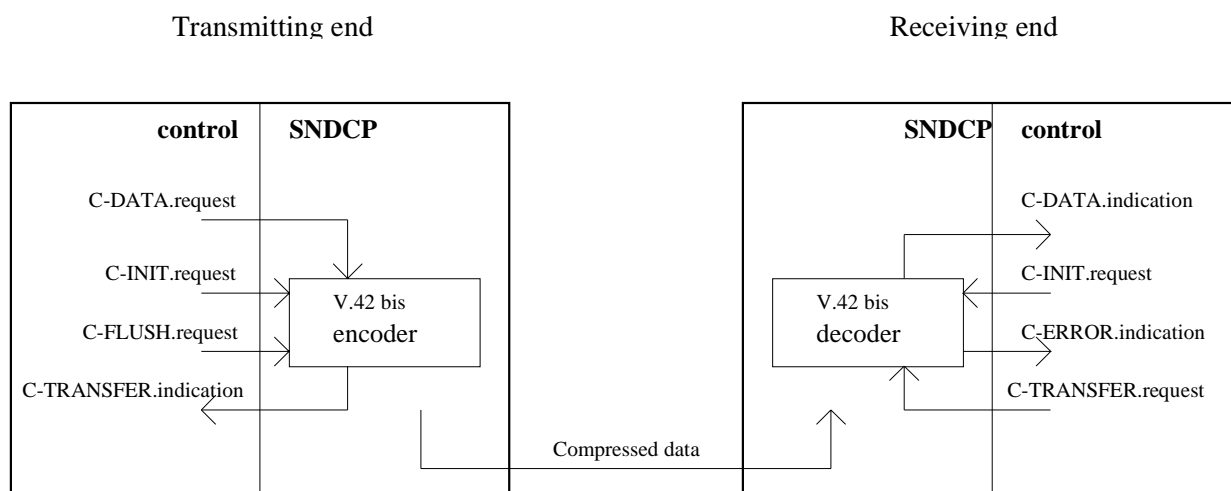 Transmitting end
Receiving end
control
SNDCP
SNDCP
control
C-DATA.request
C-INIT.request
C-FLUSH.request
C-TRANSFER.indication
V.42 bis
encoder
V.42 bis
decoder
C-DATA.indication
C-INIT.request
C-ERROR.indication
C-TRANSFER.request
Compressed data